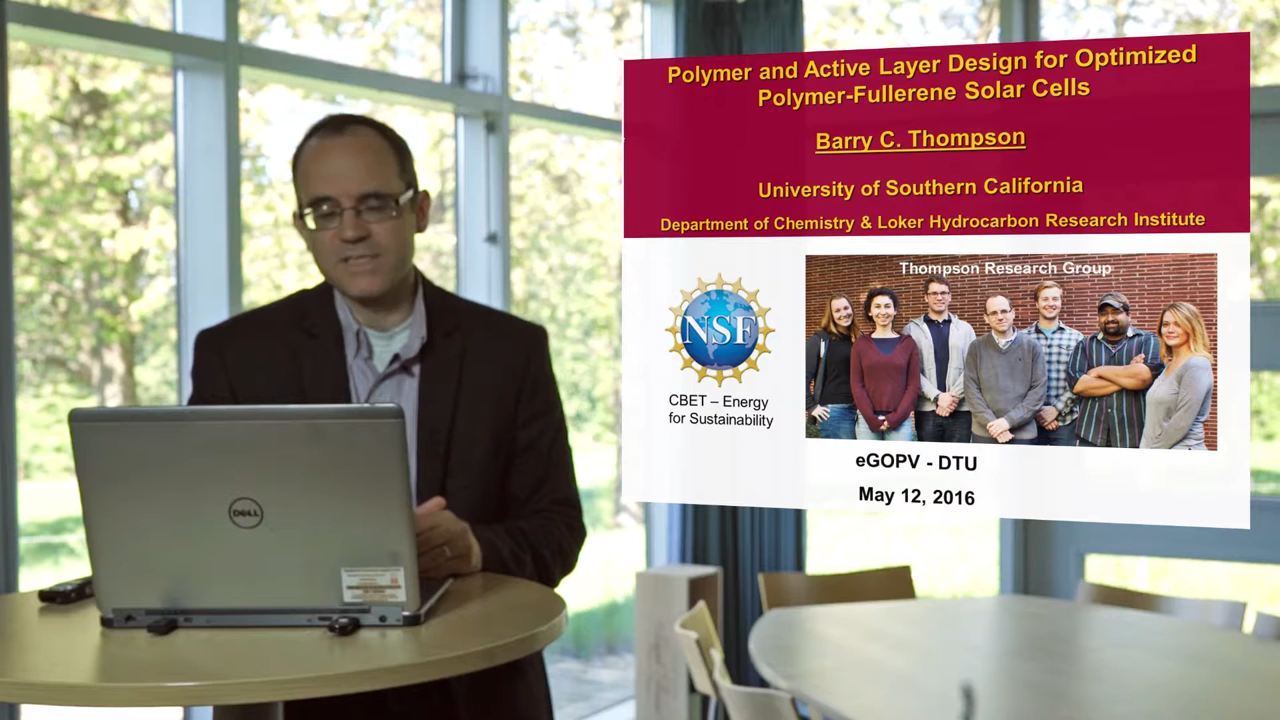 Polymer and Active Layer Design for Optimized
Polymer-Fullerene Solar Cells
Barry C. Thompson
University of Southern California
Department of Chemistry & Loker Hydrocarbon Research Institute
Thompson Research Group
NSF
CBET – Energy
for Sustainability
eGOPV - DTU
May 12, 2016
DELL